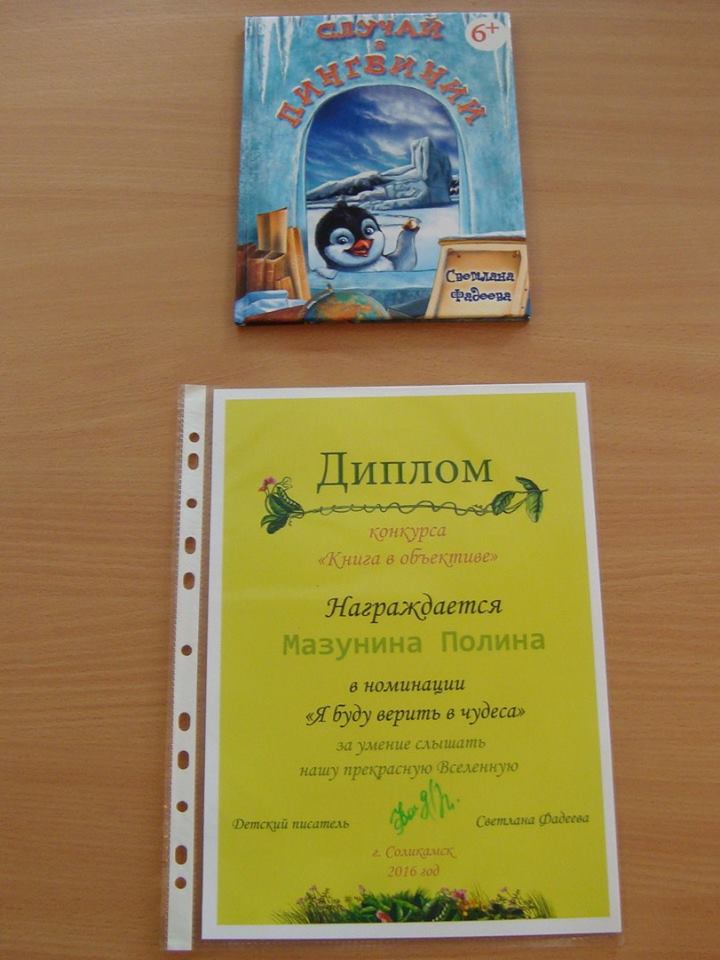 СЛУЧАЙ
в
ПИНГВИНИИ
6+
Светлана
Фадеева
Диплом
конкурса
«Книга в объективе»
Награждается
Мазунина Полина
в номинации
«Я буду верить в чудеса»
за умение слышать
нашу прекрасную Вселенную
Детский писатель
Светлана Фадеева
г. Соликамск
2016 год